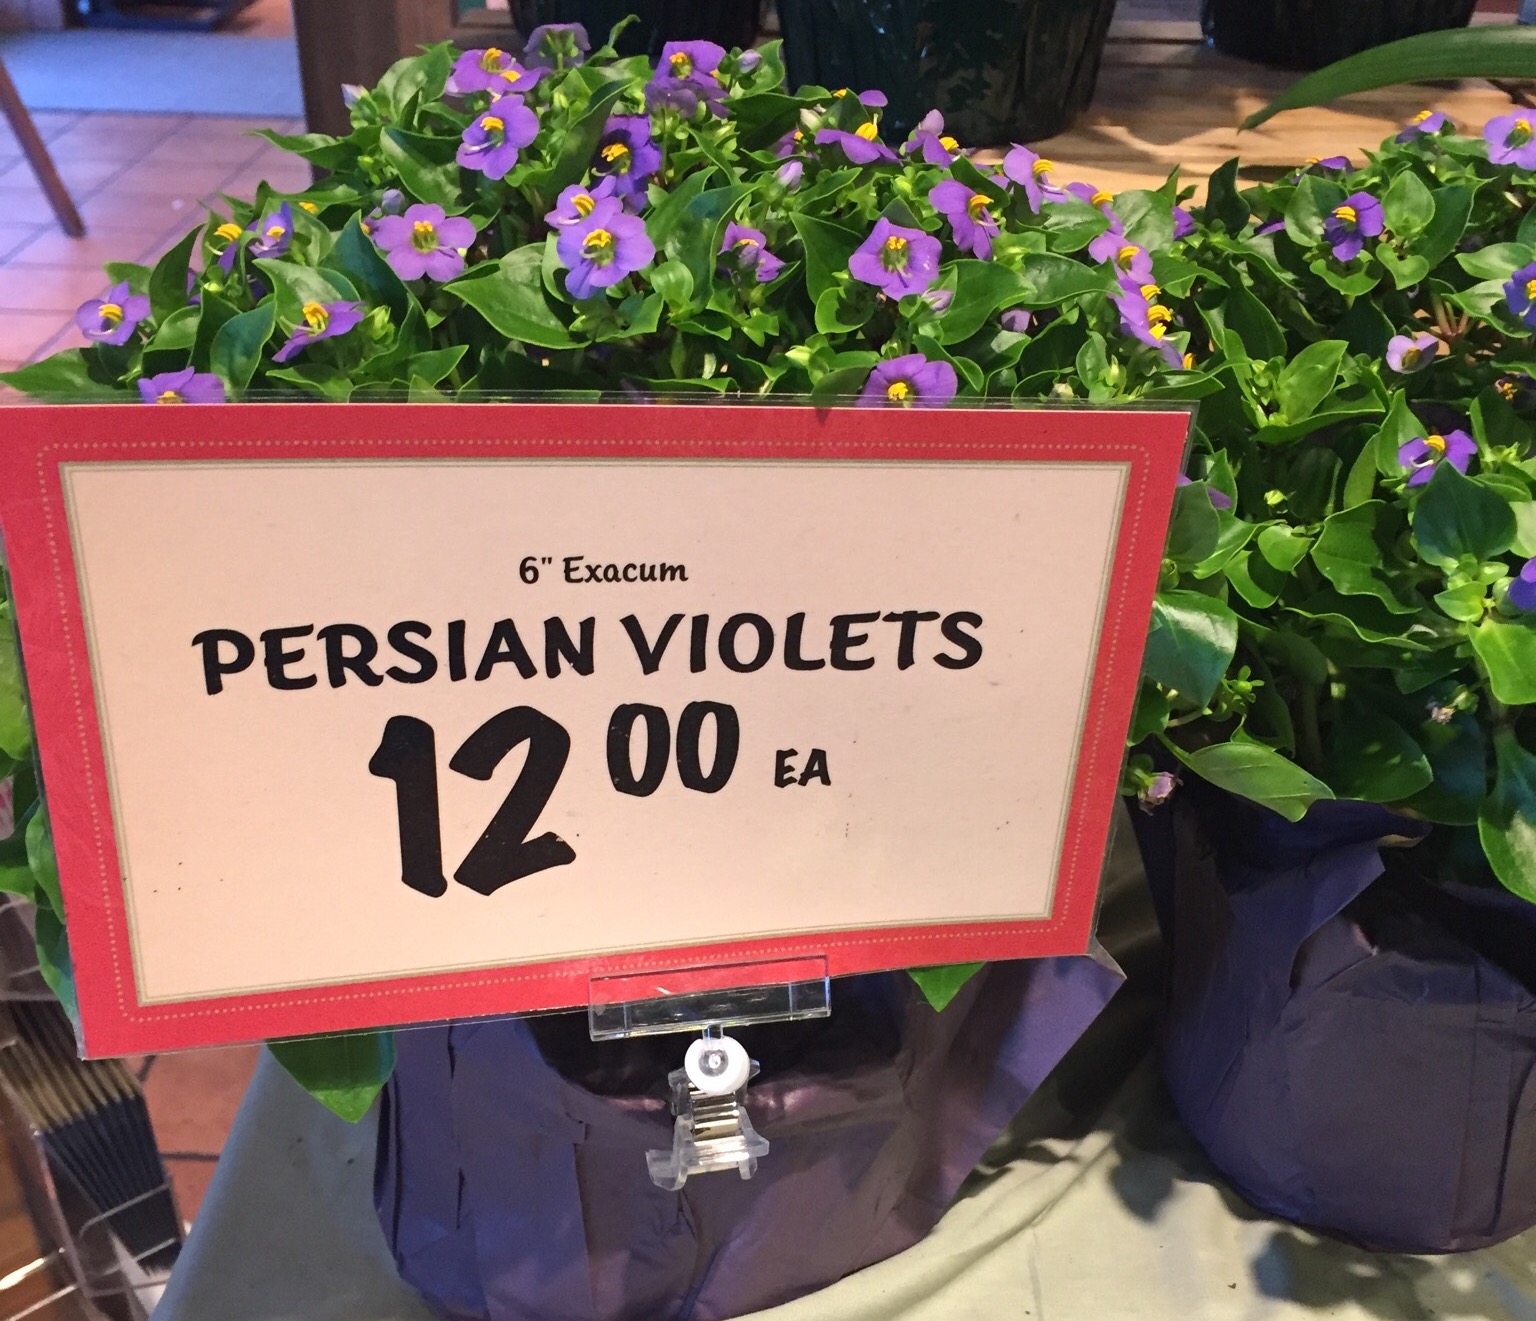 6" Exacum
PERSIAN VIOLETS
12 00 EA